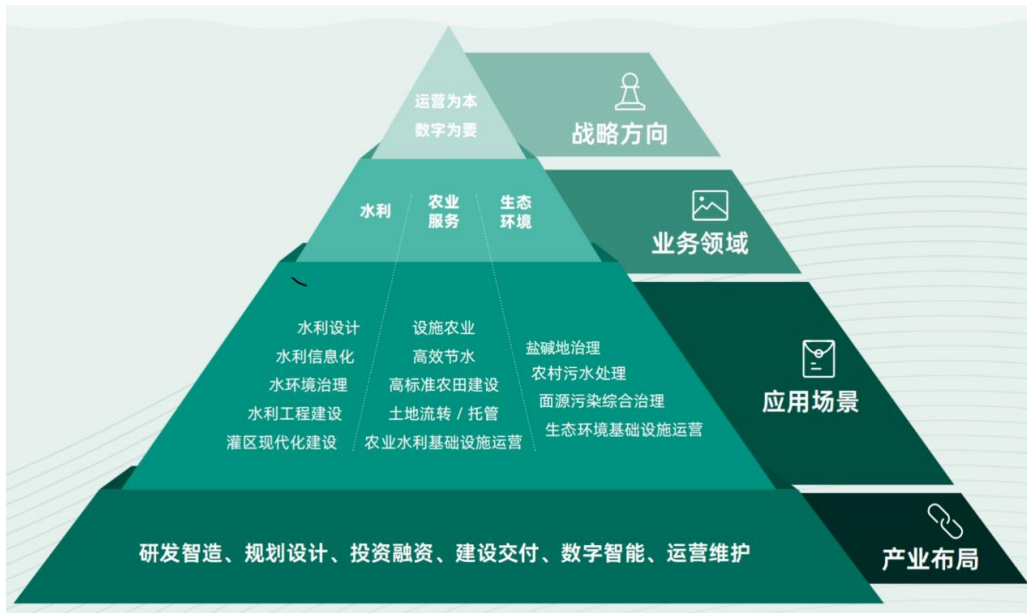 运营为本
数字为要
战略方向
水利
农业
服务
生态
环境
业务领域
水利设计
水利信息化
水环境治理
水利工程建设
灌区现代化建设
设施农业
高效节水
高标准农田建设
土地流转 / 托管
农业水利基础设施运营
盐碱地治理
农村污水处理
面源污染综合治理
生态环境基础设施运营
应用场景
研发智造、规划设计、投资融资、建设交付、数字智能、运营维护
产业布局